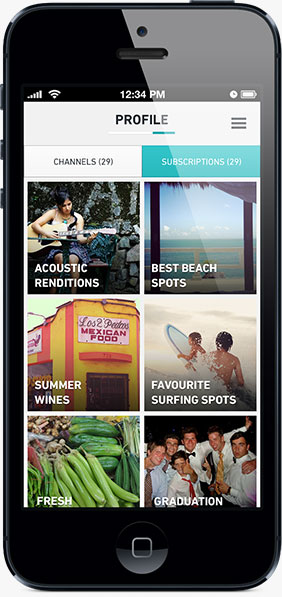 12:34 PM
PROFILE
CHANNELS (29)
SUBSCRIPTIONS (29)
ACOUSTIC
RENDITIONS
BEST BEACH
SPOTS
Los 2 Pedros
MEXICAN
FOOD
SUMMER
WINES
FAVOURITE
SURFING SPOTS
FRESH
GRADUATION